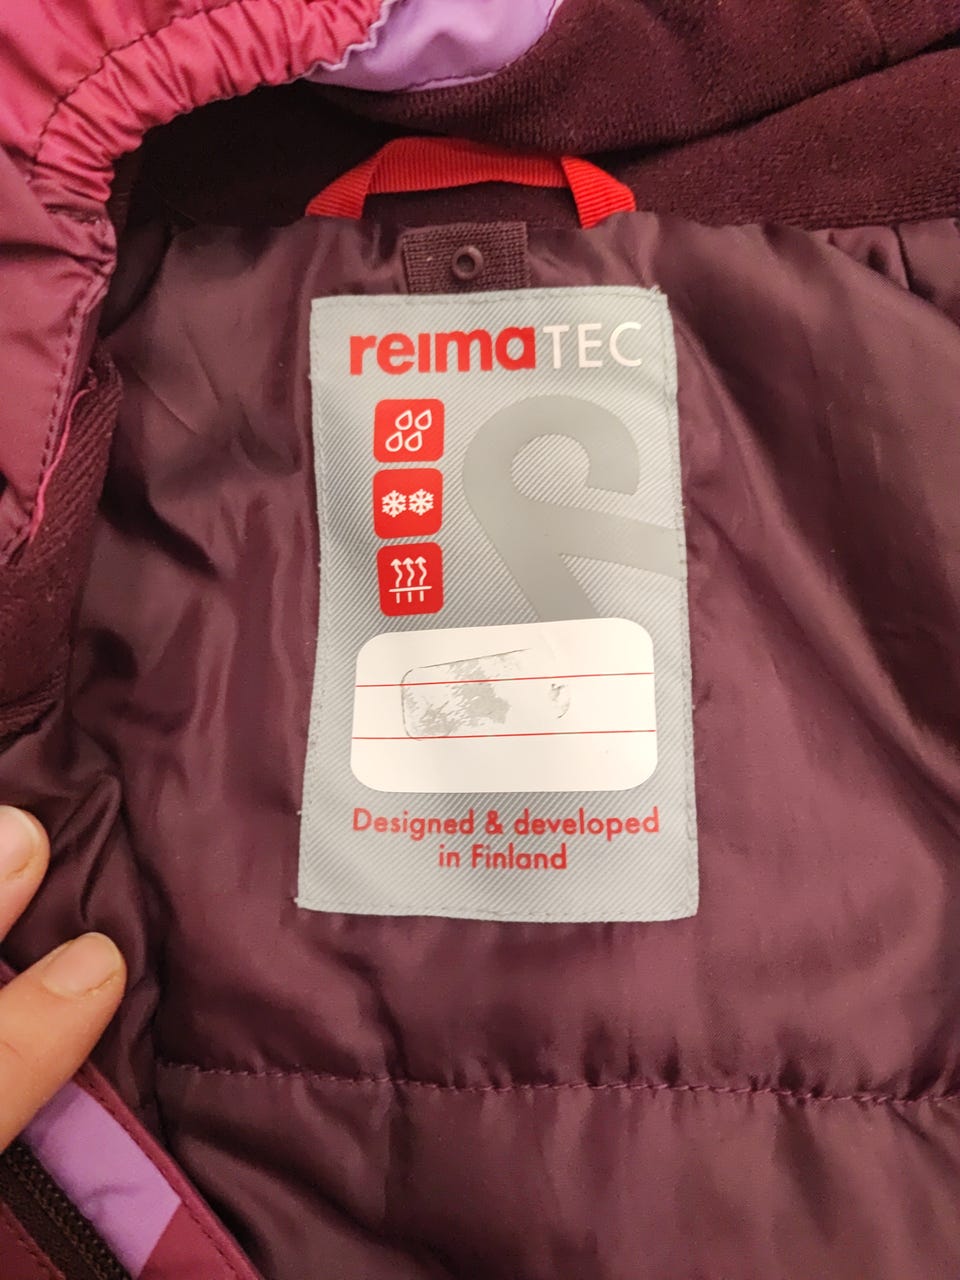 reimaTEC
Designed & developed
in Finland